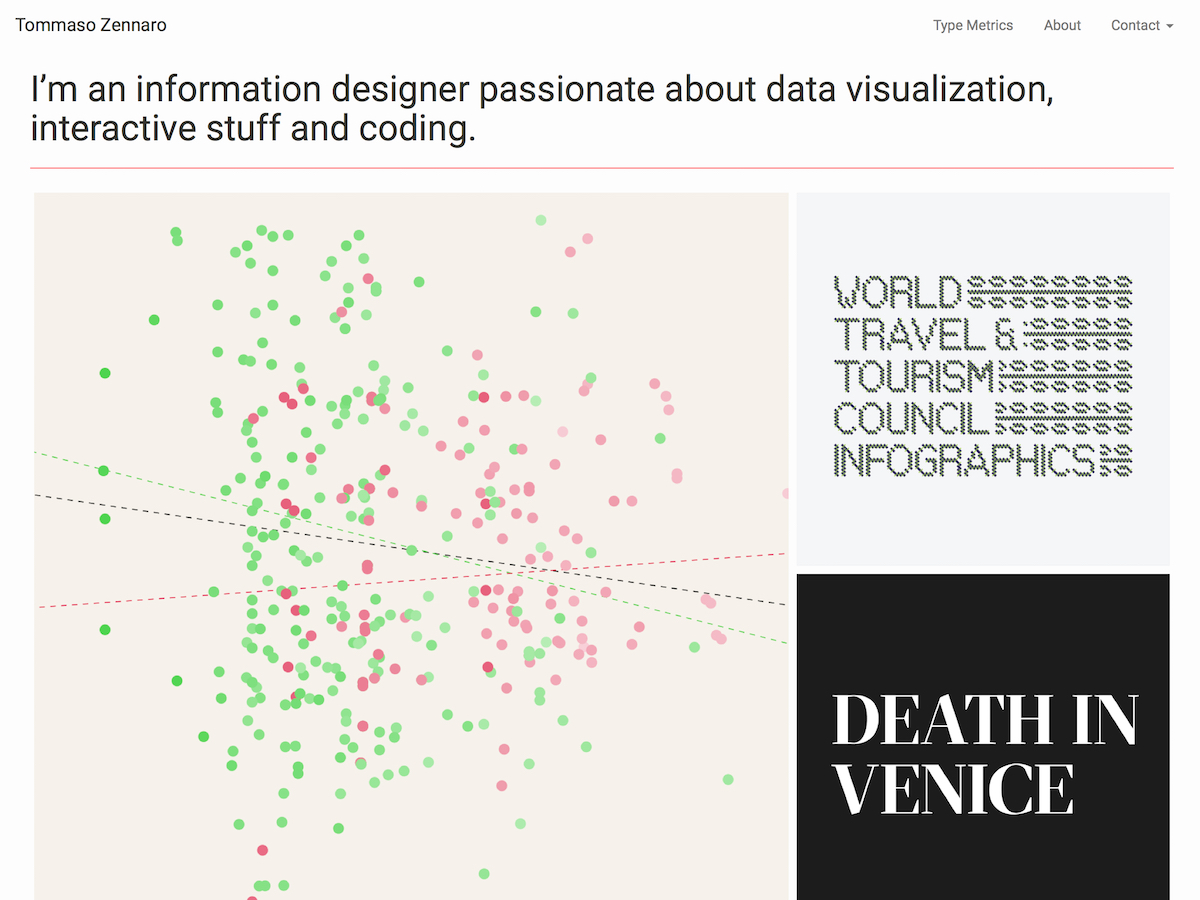 Tommaso Zennaro
Type Metrics
About
Contact
I’m an information designer passionate about data visualization,
interactive stuff and coding.
WORLD
TRAVEL &
TOURISM
COUNCIL
INFOGRAPHICS
DEATH IN
VENICE